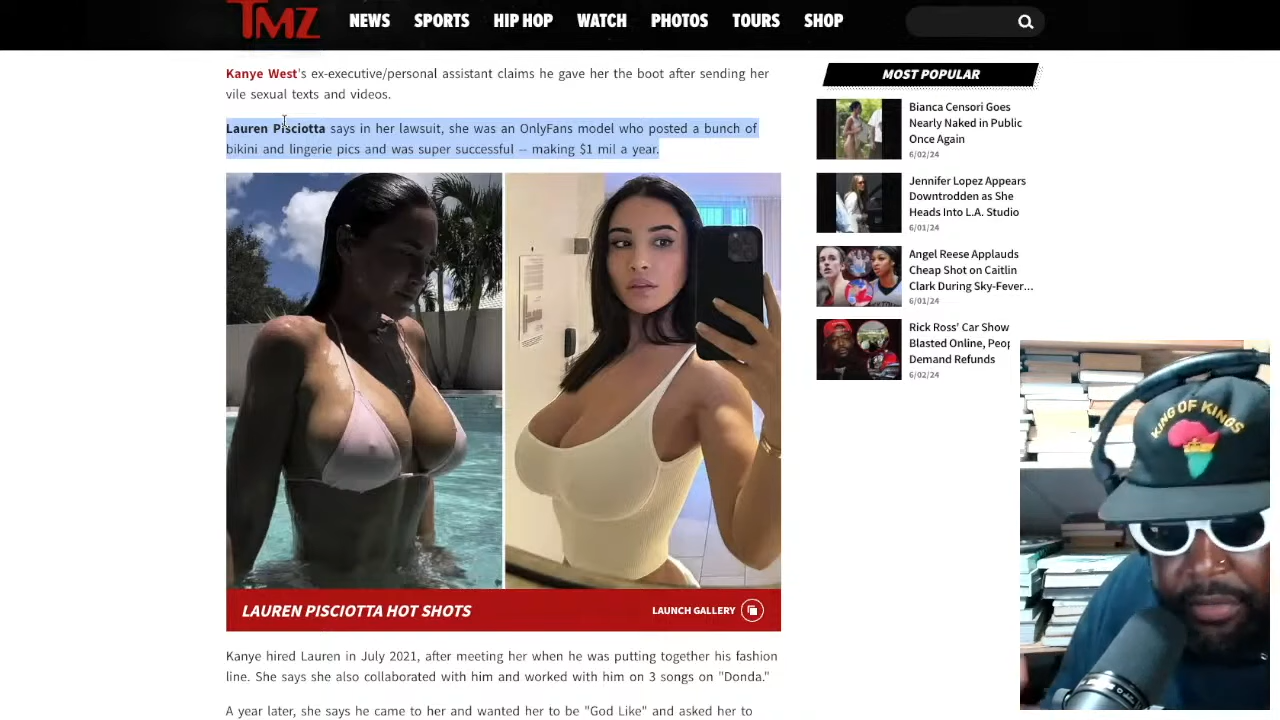 TMZ
NEWS
SPORTS
HIP HOP
WATCH
PHOTOS
TOURS
SHOP
Kanye West's ex-executive/personal assistant claims he gave her the boot after sending her
vile sexual texts and videos.
Lauren Pisciotta says in her lawsuit, she was an OnlyFans model who posted a bunch of
bikini and lingerie pics and was super successful -- making $1 mil a year.
LAUREN PISCIOTTA HOT SHOTS
LAUNCH GALLERY
Kanye hired Lauren in July 2021, after meeting her when he was putting together his fashion
line. She says she also collaborated with him and worked with him on 3 songs on "Donda."
A year later, she says he came to her and wanted her to be "God Like" and asked her to
MOST POPULAR
Bianca Censori Goes
Nearly Naked in Public
Once Again
6/02/24
Jennifer Lopez Appears
Downtrodden as She
Heads Into L.A. Studio
6/01/24
Angel Reese Applauds
Cheap Shot on Caitlin
Clark During Sky-Fever...
6/01/24
Rick Ross' Car Show
Blasted Online, Peop
Demand Refunds
6/02/24
KING OF KINGS